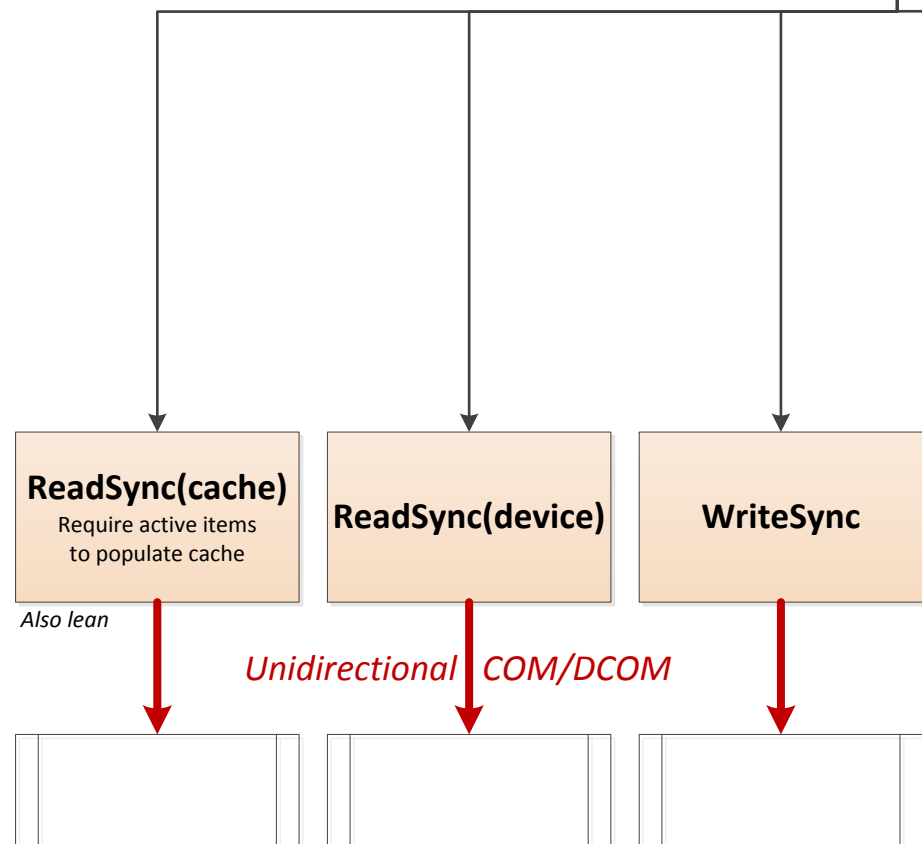 ReadSync(cache)
Require active items
to populate cache
ReadSync(device)
WriteSync
Also lean
Unidirectional COM/DCOM